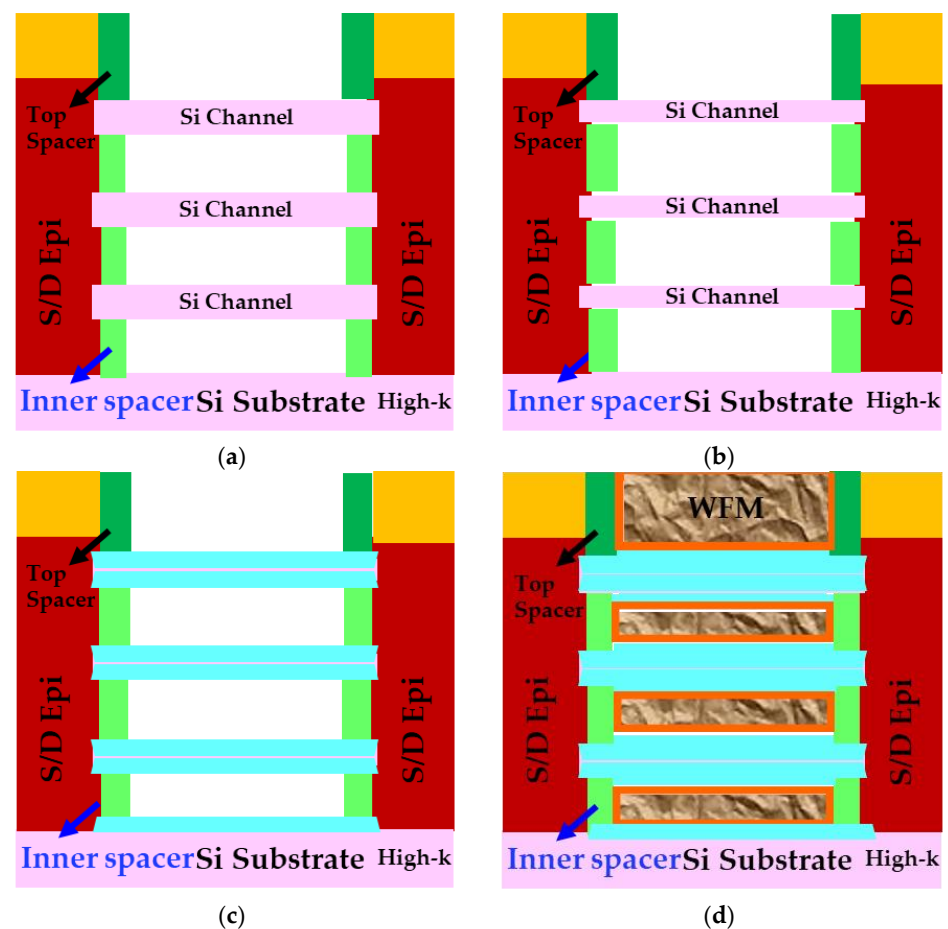 Top
Spacer
Si Channel
Si Channel
Si Channel
S/D Epi
S/D Epi
Inner spacer Si Substrate High-k
(a)
Top
Spacer
Si Channel
Si Channel
Si Channel
S/D Epi
S/D Epi
Inner spacer Si Substrate High-k
(b)
Top
Spacer
S/D Epi
S/D Epi
Inner spacer Si Substrate High-k
(c)
WFM
Top
Spacer
S/D Epi
S/D Epi
Inner spacer Si Substrate High-k
(d)